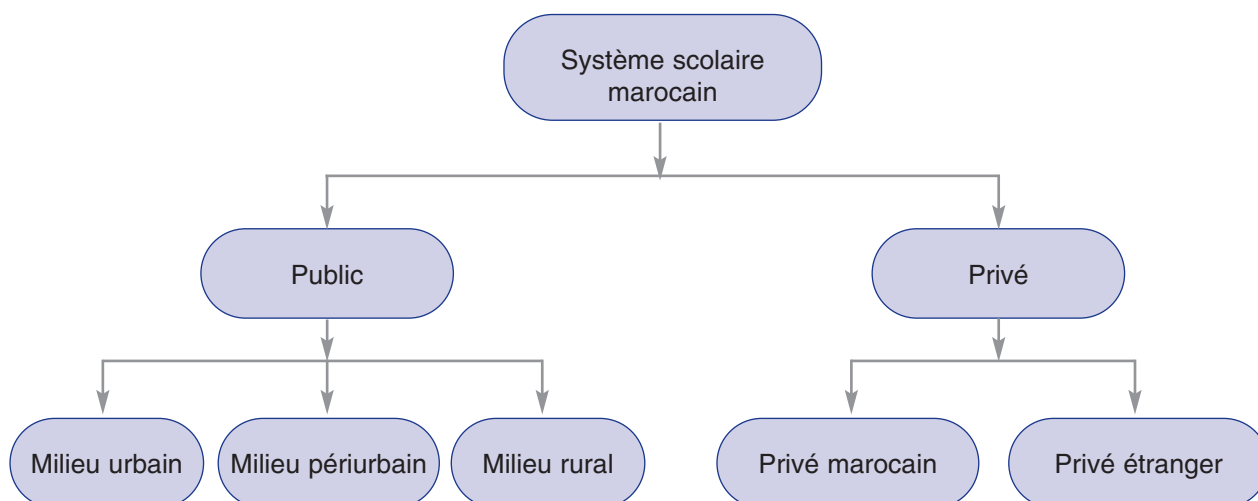 Système scolaire
marocain
Public
Privé
Milieu urbain
Milieu périurbain
Milieu rural
Privé marocain
Privé étranger